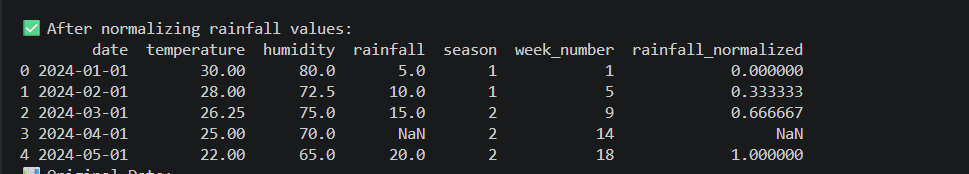 ✅ After normalizing rainfall values:
        date  temperature  humidity  rainfall  season  week_number  rainfall_normalized
0 2024-01-01        30.00      80.0       5.0       1            1             0.000000
1 2024-02-01        28.00      72.5      10.0       1            5             0.333333
2 2024-03-01        26.25      75.0      15.0       2            9             0.666667
3 2024-04-01        25.00      70.0       NaN       2           14                  NaN
4 2024-05-01        22.00      65.0      20.0       2           18             1.000000
📊 Original Data: